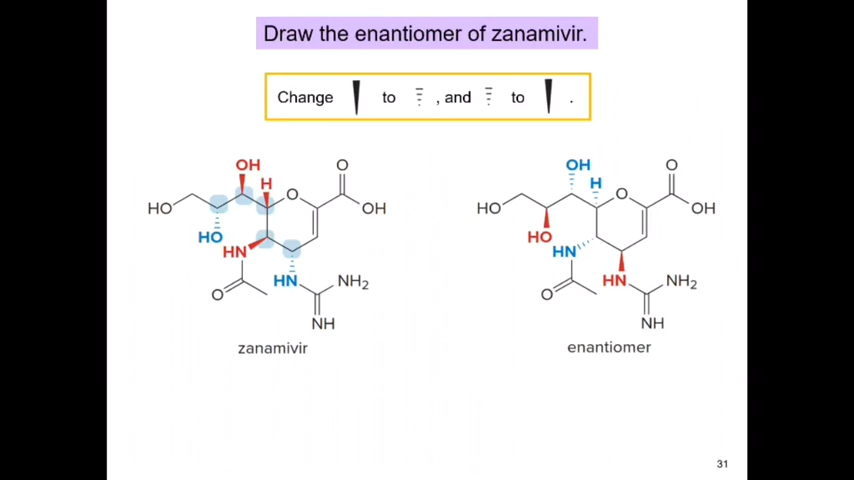 Draw the enantiomer of zanamivir.
Change to , and to .
OH
H
O
O
OH
HO
HO
HN
HN
NH₂
O
NH
zanamivir
OH
H
O
O
OH
HO
HO
HN
HN
NH₂
O
NH
enantiomer
31